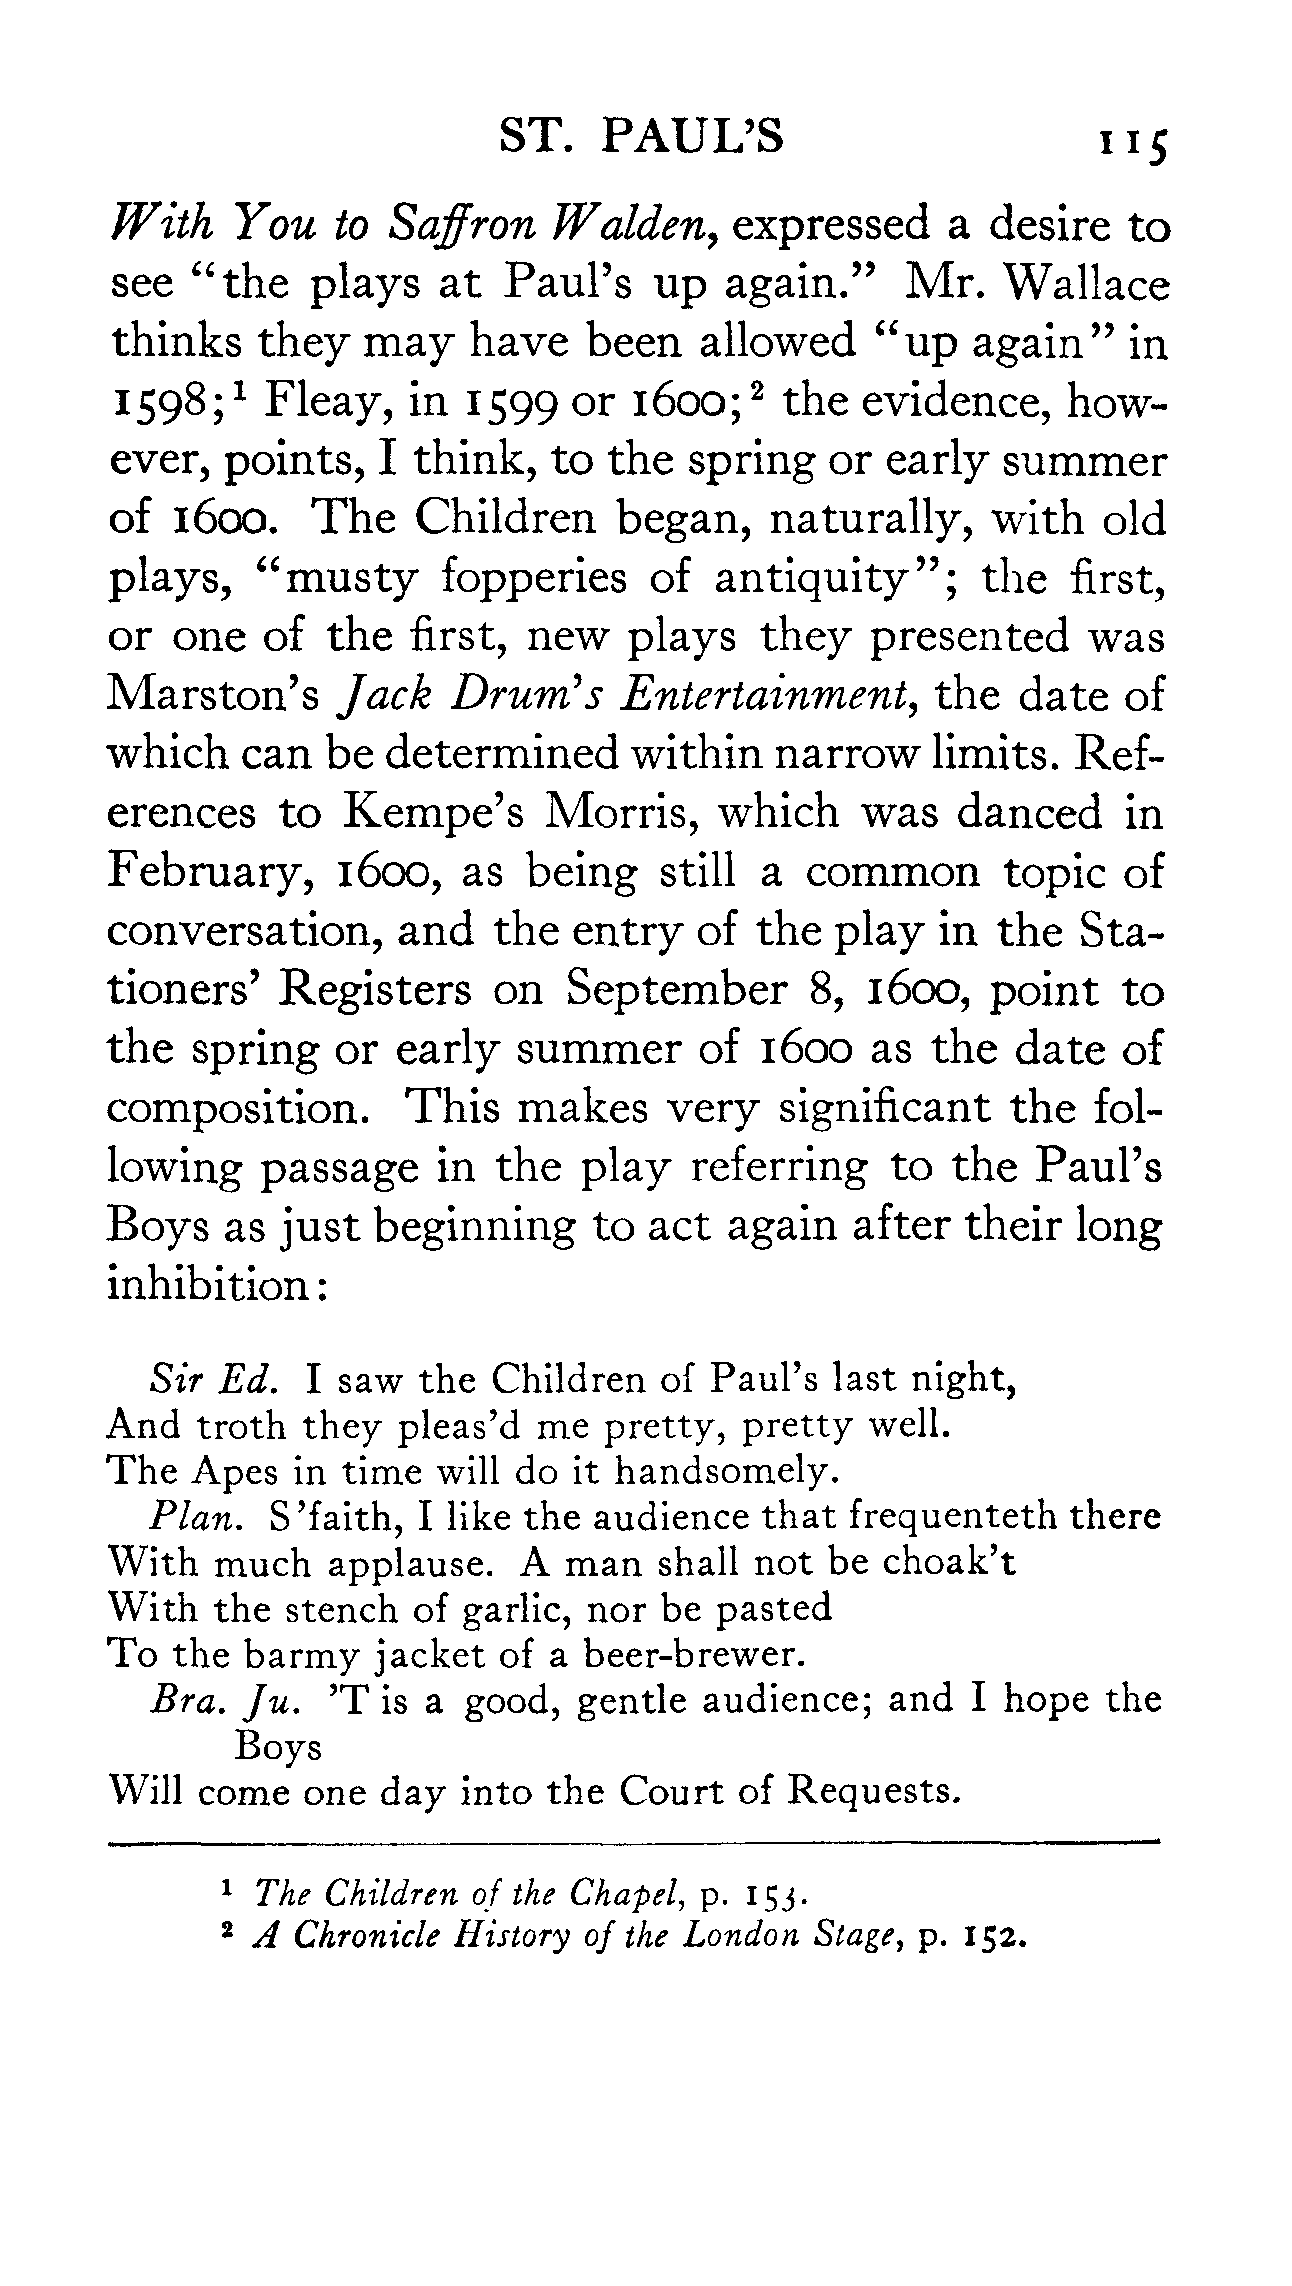 ST. PAUL'S 115
With You to Saffron Walden, expressed a desire to
see "the plays at Paul's up again." Mr. Wallace
thinks they may have been allowed "up again" in
1598;¹ Fleay, in 1599 or 1600;² the evidence, how-
ever, points, I think, to the spring or early summer
of 1600. The Children began, naturally, with old
plays, "musty fopperies of antiquity"; the first,
or one of the first, new plays they presented was
Marston's Jack Drum's Entertainment, the date of
which can be determined within narrow limits. Ref-
erences to Kempe's Morris, which was danced in
February, 1600, as being still a common topic of
conversation, and the entry of the play in the Sta-
tioners' Registers on September 8, 1600, point to
the spring or early summer of 1600 as the date of
composition. This makes very significant the fol-
lowing passage in the play referring to the Paul's
Boys as just beginning to act again after their long
inhibition:
Sir Ed. I saw the Children of Paul's last night,
And troth they pleas'd me pretty, pretty well.
The Apes in time will do it handsomely.
Plan. S'faith, I like the audience that frequenteth there
With much applause. A man shall not be choak't
With the stench of garlic, nor be pasted
To the barmy jacket of a beer-brewer.
Bra. Ju. 'T is a good, gentle audience; and I hope the
Boys
Will come one day into the Court of Requests.
¹ The Children of the Chapel, p. 153.
² A Chronicle History of the London Stage, p. 152.